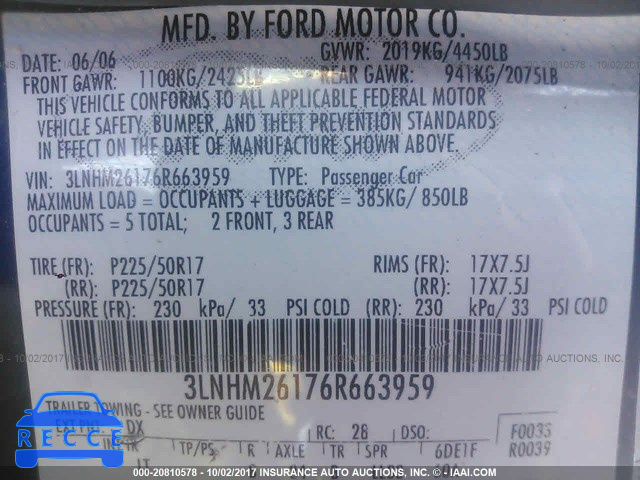 MFD. BY FORD MOTOR CO.
DATE: 06/06 GVWR: 2019KG/4450LB
FRONT GAWR: 1100KG/2425LB REAR GAWR: 941KG/2075LB
THIS VEHICLE CONFORMS TO ALL APPLICABLE FEDERAL MOTOR
VEHICLE SAFETY, BUMPER, AND THEFT PREVENTION STANDARDS
IN EFFECT ON THE DATE OF MANUFACTURE SHOWN ABOVE.
VIN: 3LNHM26176R663959 TYPE: Passenger Car
MAXIMUM LOAD = OCCUPANTS + LUGGAGE = 385KG/ 850LB
OCCUPANTS = 5 TOTAL; 2 FRONT, 3 REAR
TIRE (FR): P225/50R17 RIMS (FR): 17X7.5J
(RR): P225/50R17 (RR): 17X7.5J
PRESSURE (FR): 230 kPa/ 33 PSI COLD (RR): 230 kPa/ 33 PSI COLD
3LNHM26176R663959
TRAILER TOWING - SEE OWNER GUIDE
EXT PNT: DX RC: 28 DSO: F0035
INT TR TP/PS R AXLE TR SPR 6DE1F R0039
000-20810578 - 10/02/2017 INSURANCE AUTO AUCTIONS, INC.